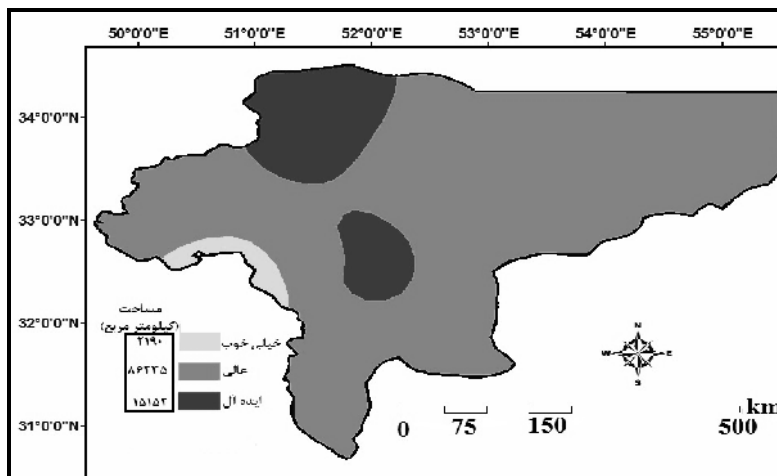 50°0'0"E 51°0'0"E 52°0'0"E 53°0'0"E 54°0'0"E 55°0'0"E
34°0'0"N
33°0'0"N
32°0'0"N
31°0'0"N
مساحت
(کیلومتر مربع)
۲۱۹۰ خیلی خوب
۸۶۲۳۵ عالی
۱۵۱۵۲ ایده آل
N
W E
S
km
0 75 150 500